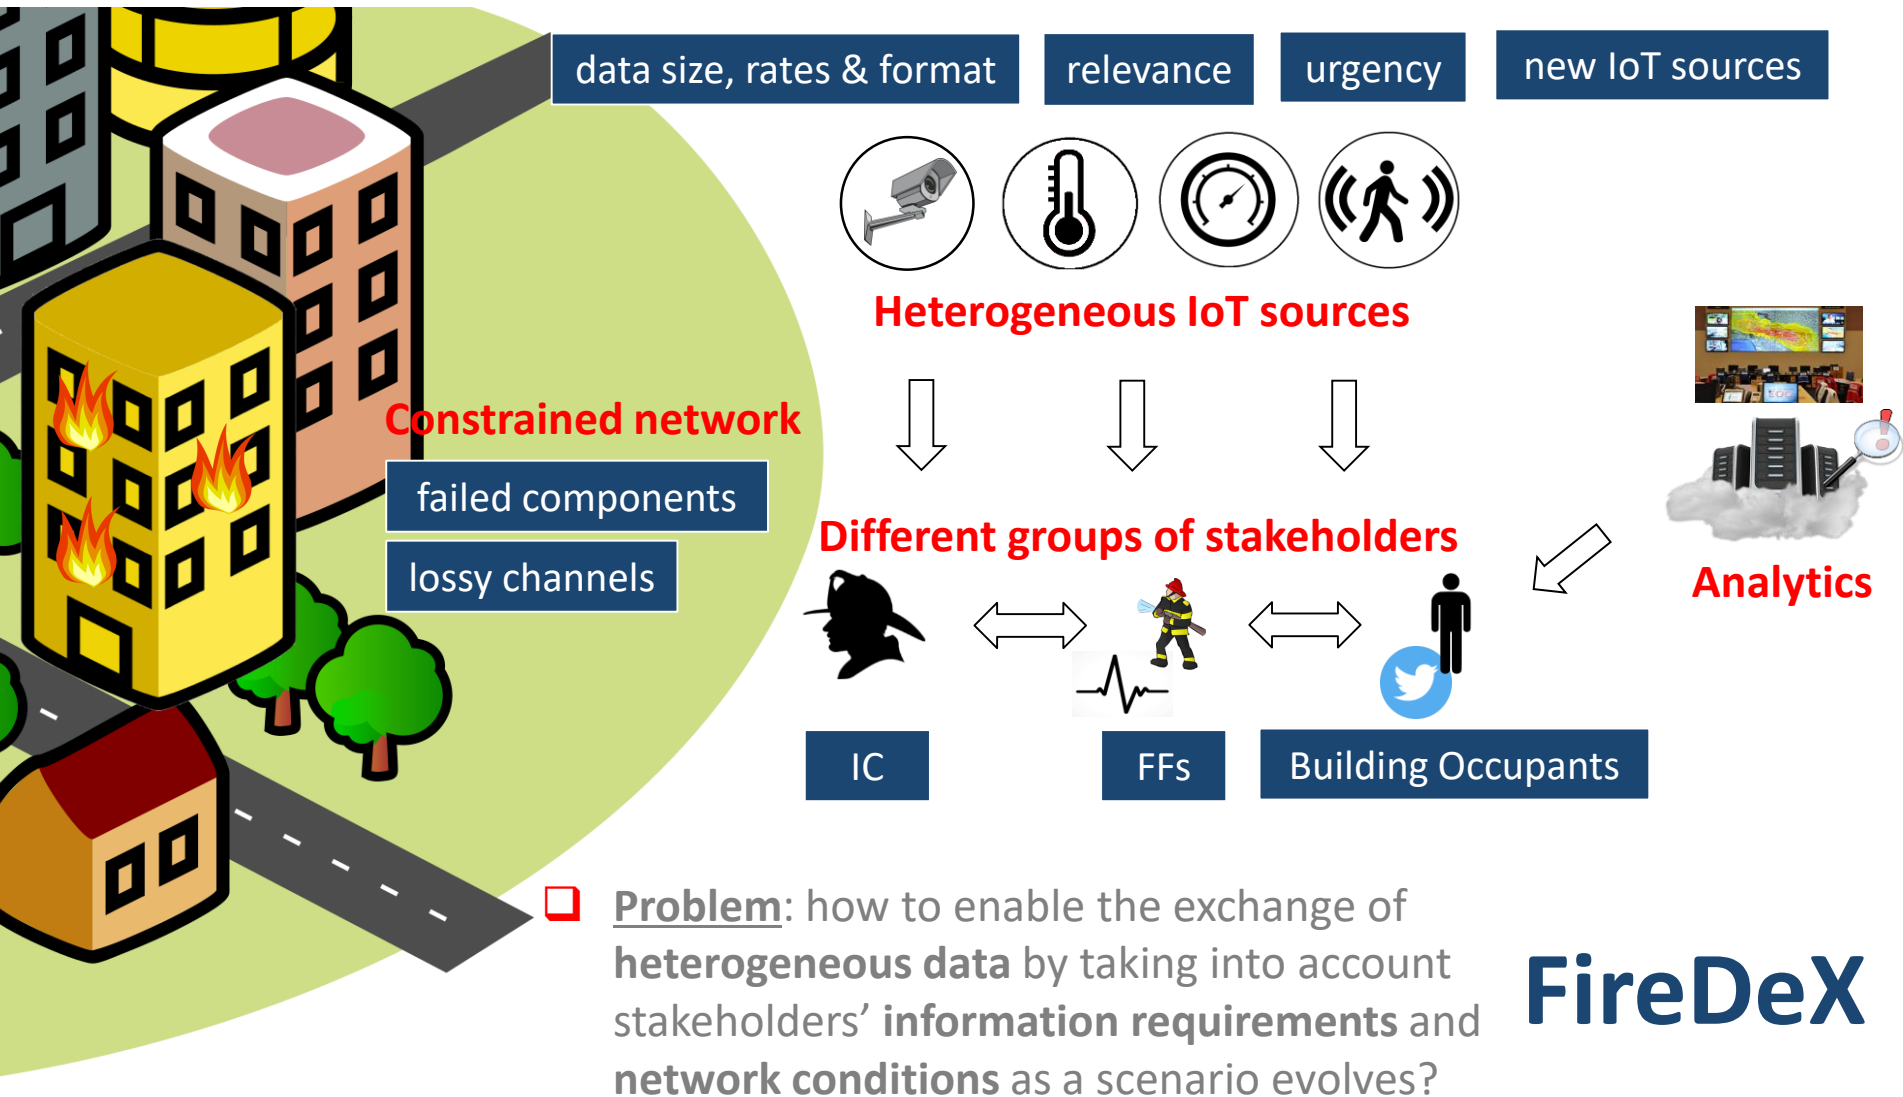 data size, rates & format
relevance
urgency
new IoT sources
Heterogeneous IoT sources
Constrained network
failed components
lossy channels
Different groups of stakeholders
Analytics
IC
FFs
Building Occupants
Problem: how to enable the exchange of
heterogeneous data by taking into account
stakeholders’ information requirements and
network conditions as a scenario evolves?
FireDeX